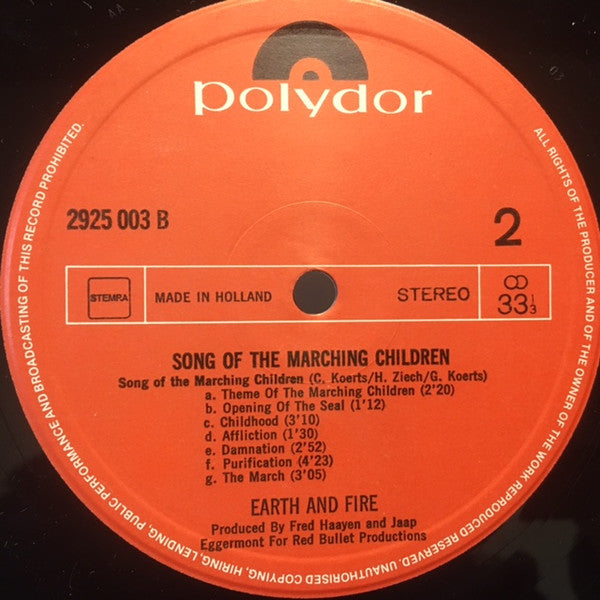 polydor
2925 003 B
2
STEMRA
MADE IN HOLLAND
STEREO
33 1/3
SONG OF THE MARCHING CHILDREN
Song of the Marching Children (C. Koerts/H. Ziech/G. Koerts)
a. Theme Of The Marching Children (2'20)
b. Opening Of The Seal (1'12)
c. Childhood (3'10)
d. Affliction (1'30)
e. Damnation (2'52)
f. Purification (4'23)
g. The March (3'05)
EARTH AND FIRE
Produced By Fred Haayen and Jaap
Eggermont For Red Bullet Productions
ALL RIGHTS OF THE PRODUCER AND OF THE OWNER OF THE WORK REPRODUCED RESERVED. UNAUTHORISED COPYING, HIRING, LENDING, PUBLIC PERFORMANCE AND BROADCASTING OF THIS RECORD PROHIBITED.